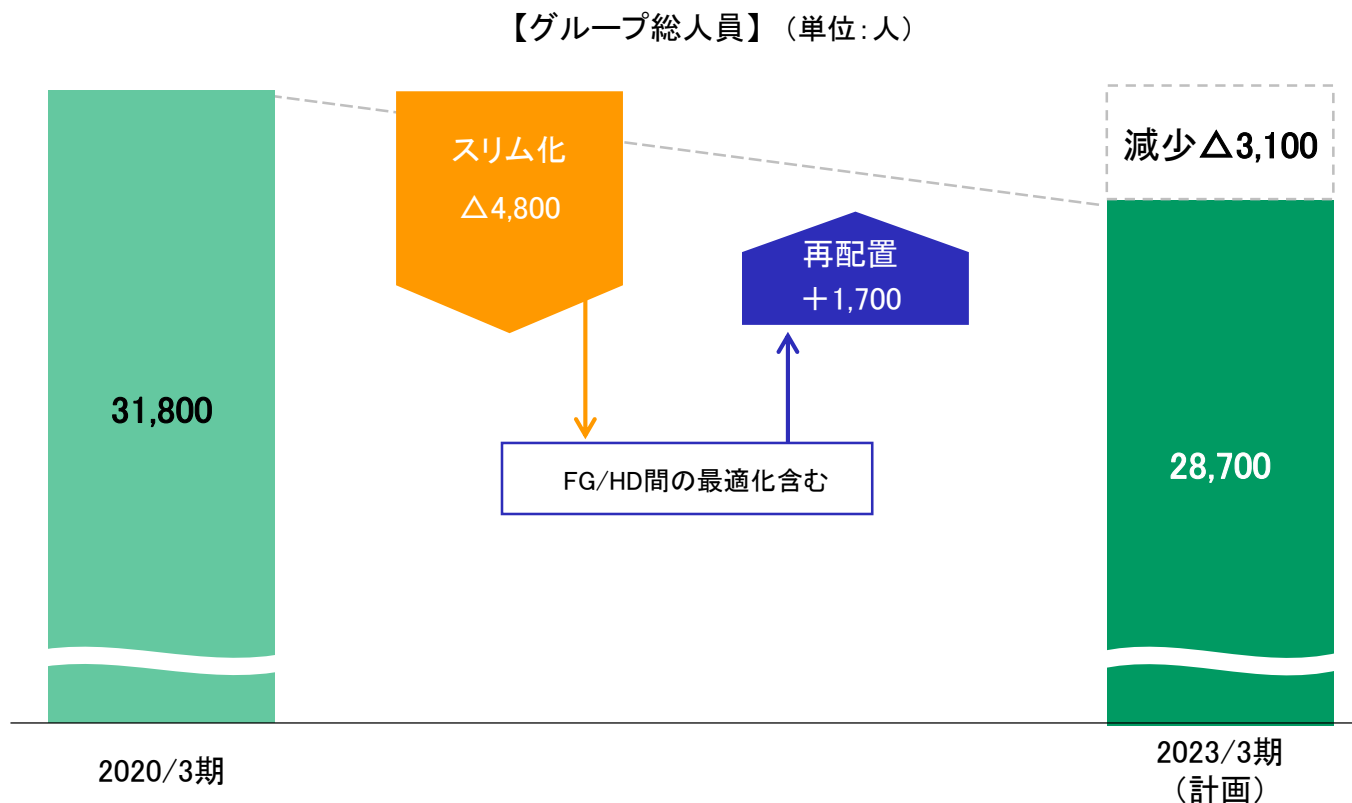 【グループ総人員】（単位：人）
スリム化
△4,800
減少△3,100
再配置
＋1,700
31,800
FG/HD間の最適化含む
28,700
2020/3期
2023/3期
（計画）